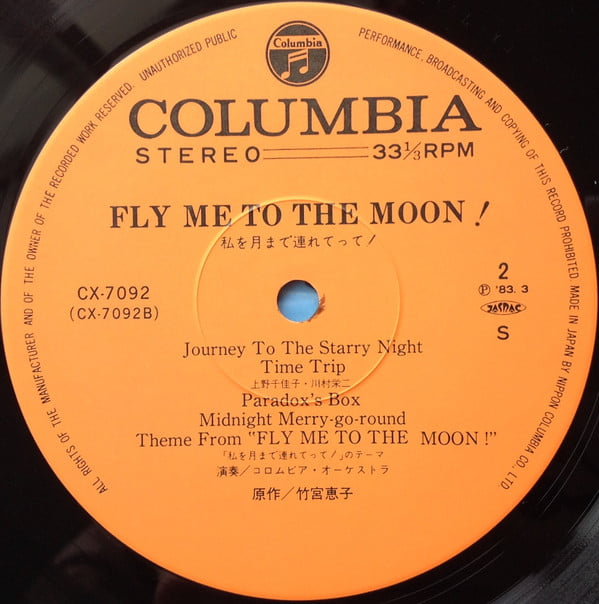 ALL RIGHTS OF THE MANUFACTURER AND OF THE OWNER OF THE RECORDED WORK RESERVED. UNAUTHORIZED PUBLIC PERFORMANCE, BROADCASTING AND COPYING OF THIS RECORD PROHIBITED. MADE IN JAPAN BY NIPPON COLUMBIA CO., LTD
Columbia
COLUMBIA
STEREO 33⅓RPM
FLY ME TO THE MOON!
私を月まで連れてって!
CX-7092
(CX-7092B)
2
Ⓟ '83. 3
JASRAC
S
Journey To The Starry Night
Time Trip
上野千佳子・川村栄二
Paradox's Box
Midnight Merry-go-round
Theme From "FLY ME TO THE MOON!"
「私を月まで連れてって!」のテーマ
演奏/コロムビア・オーケストラ
原作/竹宮恵子